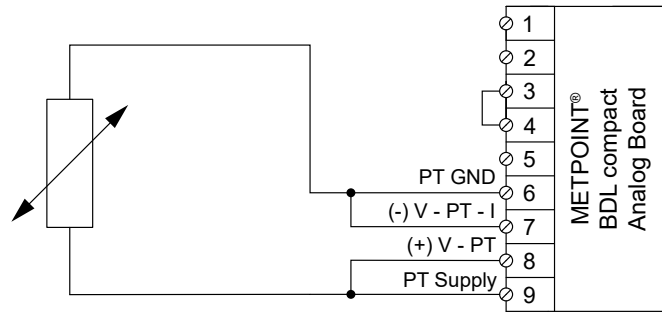 1
2
3
4
5
PT GND
6
(-) V - PT - I
7
(+) V - PT
8
PT Supply
9
METPOINT®
BDL compact
Analog Board